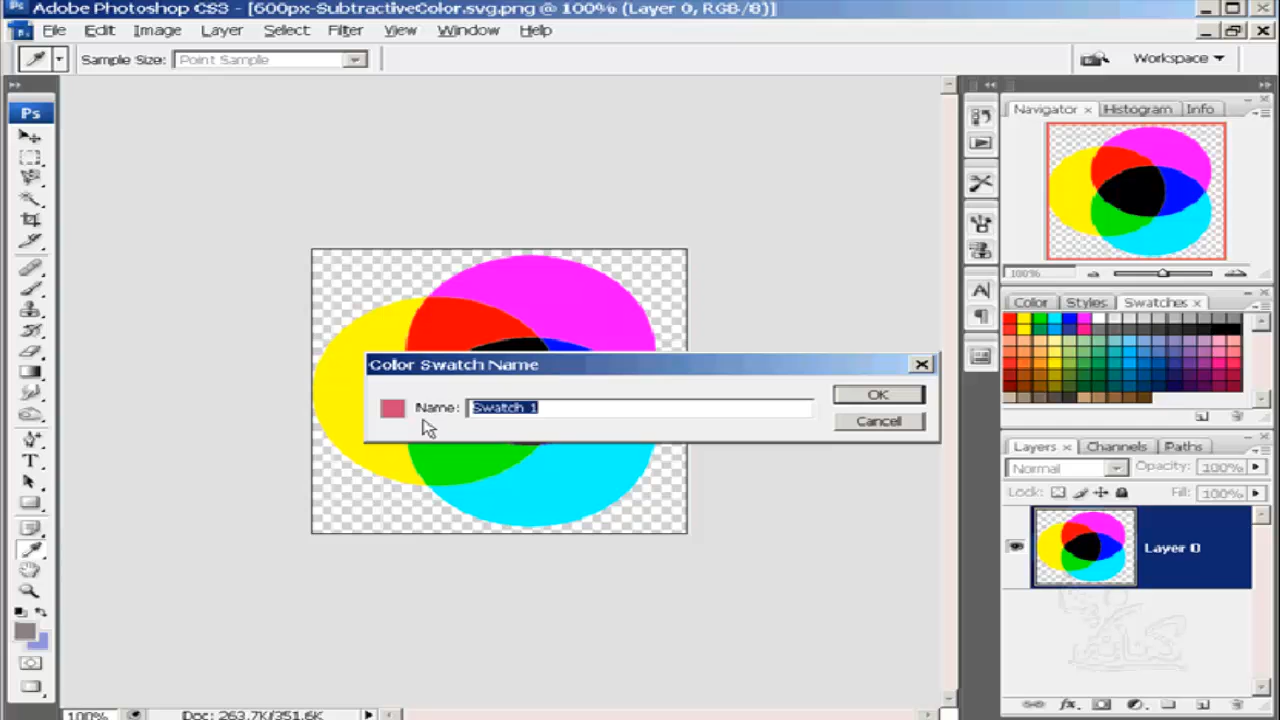 Ps Adobe Photoshop CS3 - [600px-SubtractiveColor.svg.png @ 100% (Layer 0, RGB/8)]
Ps File Edit Image Layer Select Filter View Window Help
Sample Size: Point Sample Workspace
Ps
Navigator × Histogram Info
100%
Color Styles Swatches ×
Color Swatch Name
Name: Swatch 1
OK
Cancel
Layers × Channels Paths
Normal Opacity: 100%
Lock: Fill: 100%
Layer 0
T
A
100% Doc: 263.7K/351.6K